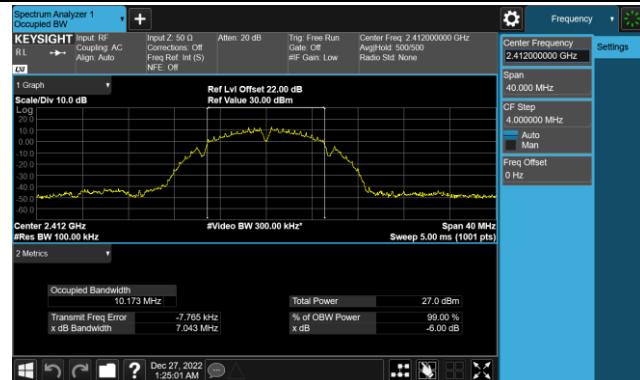 Spectrum Analyzer 1
Occupied BW
Frequency
KEYSIGHT
Input: RF
Input Z: 50 Ω
Atten: 20 dB
Trig: Free Run
Center Freq: 2.412000000 GHz
RL
Coupling: AC
Corrections: Off
Gate: Off
Avg|Hold: 500/500
Align: Auto
Freq Ref: Int (S)
#IF Gain: Low
Radio Std: None
NFE: Off
LXI
Center Frequency
2.412000000 GHz
Settings
Span
40.000 MHz
CF Step
4.000000 MHz
Auto
Man
Freq Offset
0 Hz
1 Graph
Scale/Div 10.0 dB
Ref Lvl Offset 22.00 dB
Ref Value 30.00 dBm
Log
20.0
10.0
0.00
-10.0
-20.0
-30.0
-40.0
-50.0
-60.0
Center 2.412 GHz
#Video BW 300.00 kHz*
Span 40 MHz
#Res BW 100.00 kHz
Sweep 5.00 ms (1001 pts)
2 Metrics
Occupied Bandwidth
10.173 MHz
Total Power
27.0 dBm
Transmit Freq Error
-7.765 kHz
% of OBW Power
99.00 %
x dB Bandwidth
7.043 MHz
x dB
-6.00 dB
?
Dec 27, 2022
1:25:01 AM